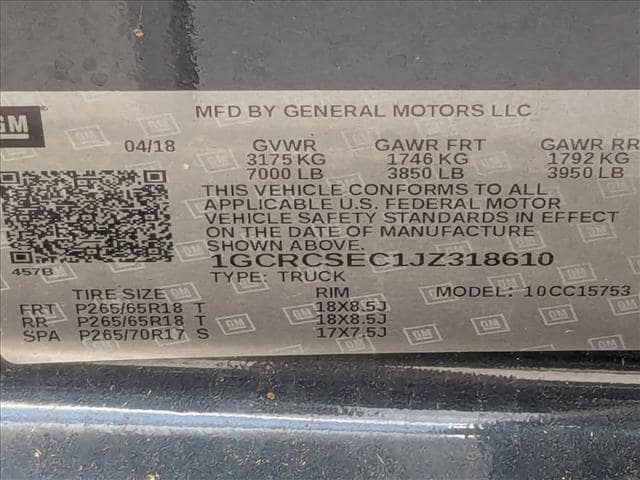 GM
MFD BY GENERAL MOTORS LLC
04/18 GVWR GAWR FRT GAWR RR
3175 KG 1746 KG 1792 KG
7000 LB 3850 LB 3950 LB
THIS VEHICLE CONFORMS TO ALL
APPLICABLE U.S. FEDERAL MOTOR
VEHICLE SAFETY STANDARDS IN EFFECT
ON THE DATE OF MANUFACTURE
SHOWN ABOVE.
457B
1GCRCSEC1JZ318610
TYPE: TRUCK
TIRE SIZE RIM MODEL: 10CC15753
FRT P265/65R18 T 18X8.5J
RR P265/65R18 T 18X8.5J
SPA P265/70R17 S 17X7.5J